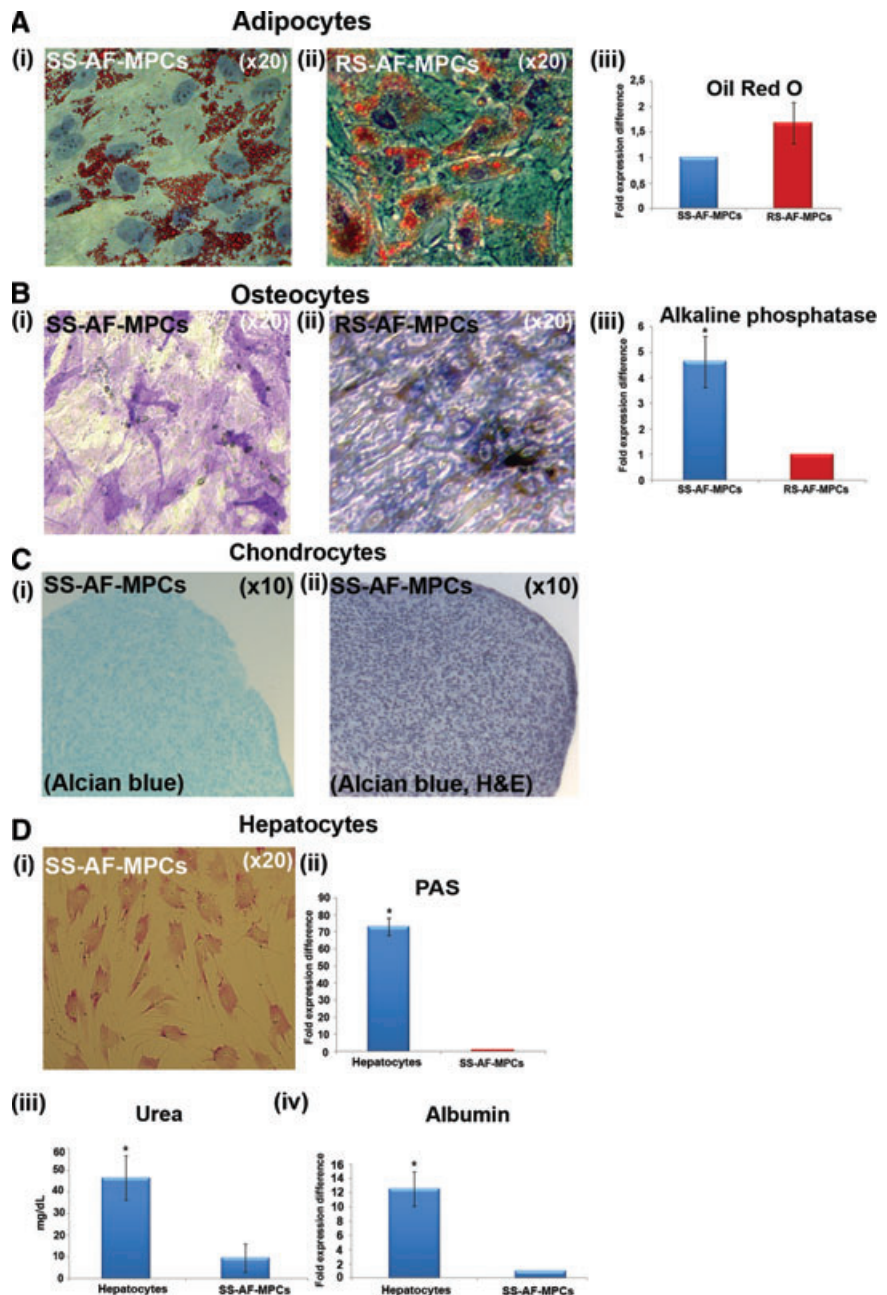 A
Adipocytes
(i) SS-AF-MPCs (x20)
(ii) RS-AF-MPCs (x20)
(iii)
Oil Red O
Fold expression difference
2,5
2
1,5
1
0,5
0
SS-AF-MPCs
RS-AF-MPCs
B
Osteocytes
(i) SS-AF-MPCs (x20)
(ii) RS-AF-MPCs (x20)
(iii) Alkaline phosphatase
Fold expression difference
6
5
4
3
2
1
0
*
SS-AF-MPCs
RS-AF-MPCs
C
Chondrocytes
(i) SS-AF-MPCs (x10)
(Alcian blue)
(ii) SS-AF-MPCs (x10)
(Alcian blue, H&E)
D
Hepatocytes
(i) SS-AF-MPCs (x20)
(ii)
PAS
Fold expression difference
90
80
70
60
50
40
30
20
10
0
*
Hepatocytes
SS-AF-MPCs
(iii)
Urea
mg/dL
60
50
40
30
20
10
0
*
Hepatocytes
SS-AF-MPCs
(iv)
Albumin
Fold expression difference
16
14
12
10
8
6
4
2
0
*
Hepatocytes
SS-AF-MPCs